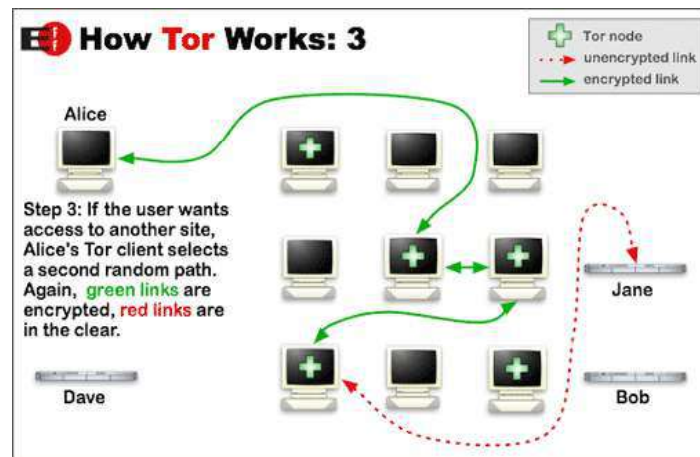 EFF How Tor Works: 3
Tor node
unencrypted link
encrypted link
Alice
Step 3: If the user wants
access to another site,
Alice's Tor client selects
a second random path.
Again, green links are
encrypted, red links are
in the clear.
Jane
Dave
Bob